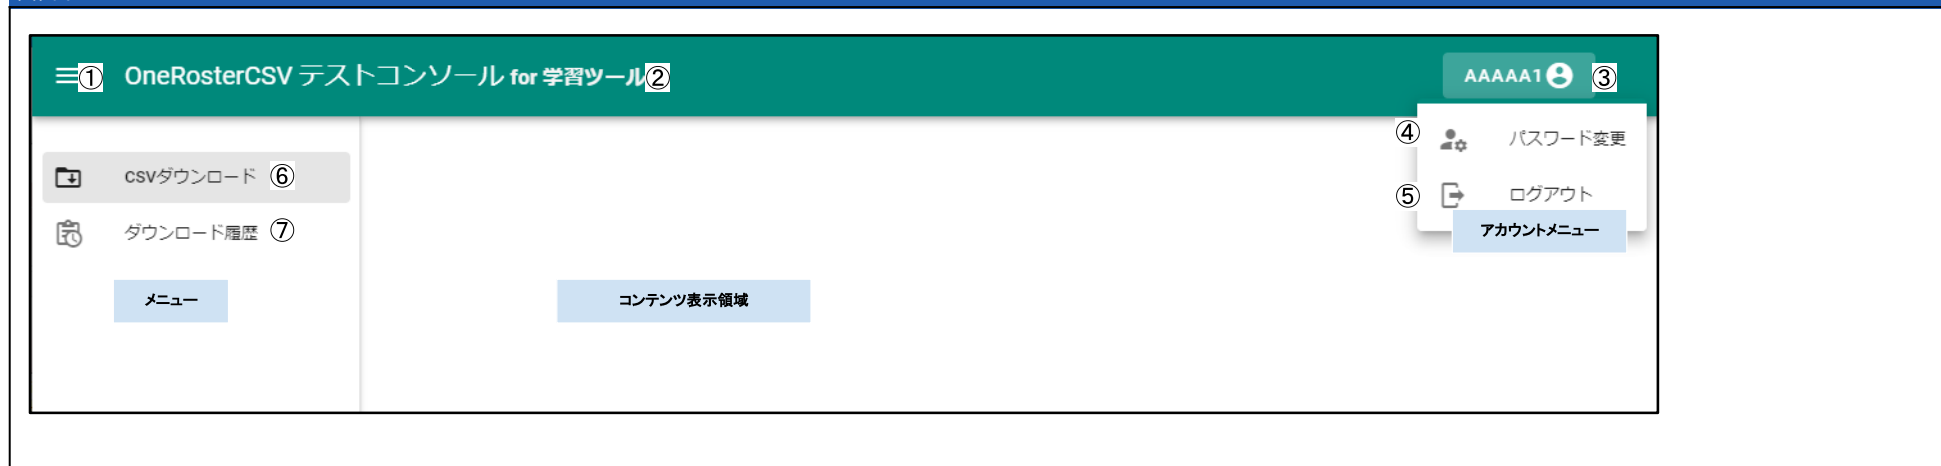 ① OneRosterCSV テストコンソール for 学習ツール② AAAAA1 ③
④ パスワード変更
⑥ csvダウンロード
⑤ ログアウト
⑦ ダウンロード履歴
アカウントメニュー
メニュー
コンテンツ表示領域